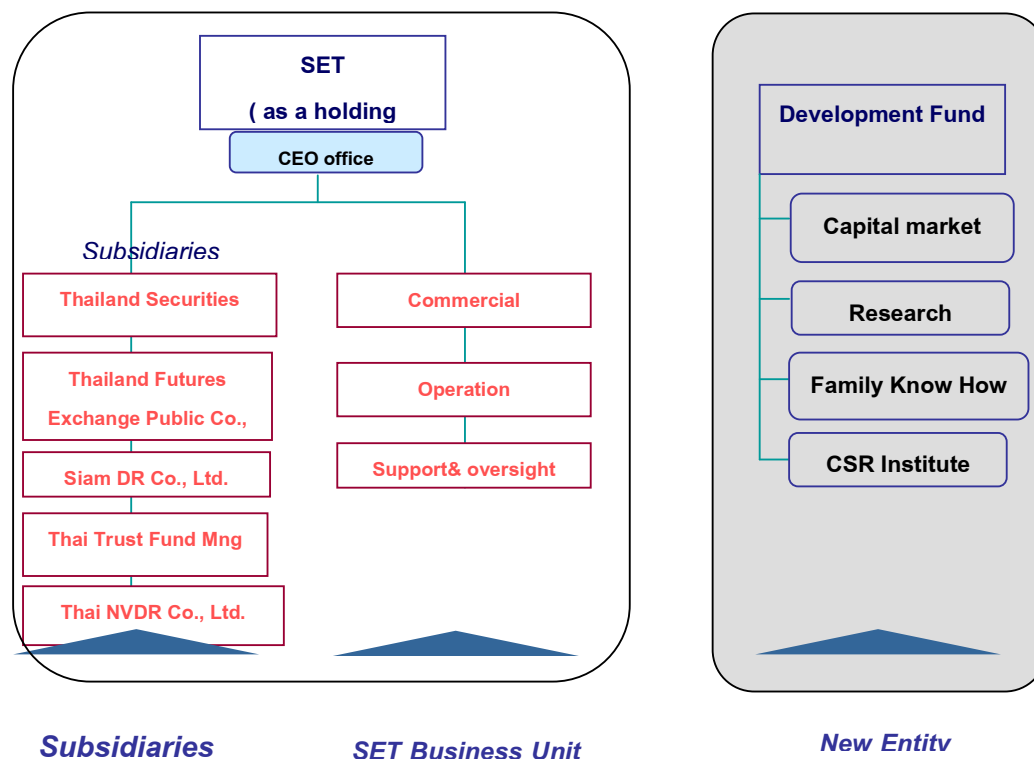 SET
( as a holding
CEO office
Subsidiaries
Thailand Securities
Thailand Futures
Exchange Public Co.,
Siam DR Co., Ltd.
Thai Trust Fund Mng
Thai NVDR Co., Ltd.
Commercial
Operation
Support& oversight
Development Fund
Capital market
Research
Family Know How
CSR Institute
Subsidiaries
SET Business Unit
New Entity